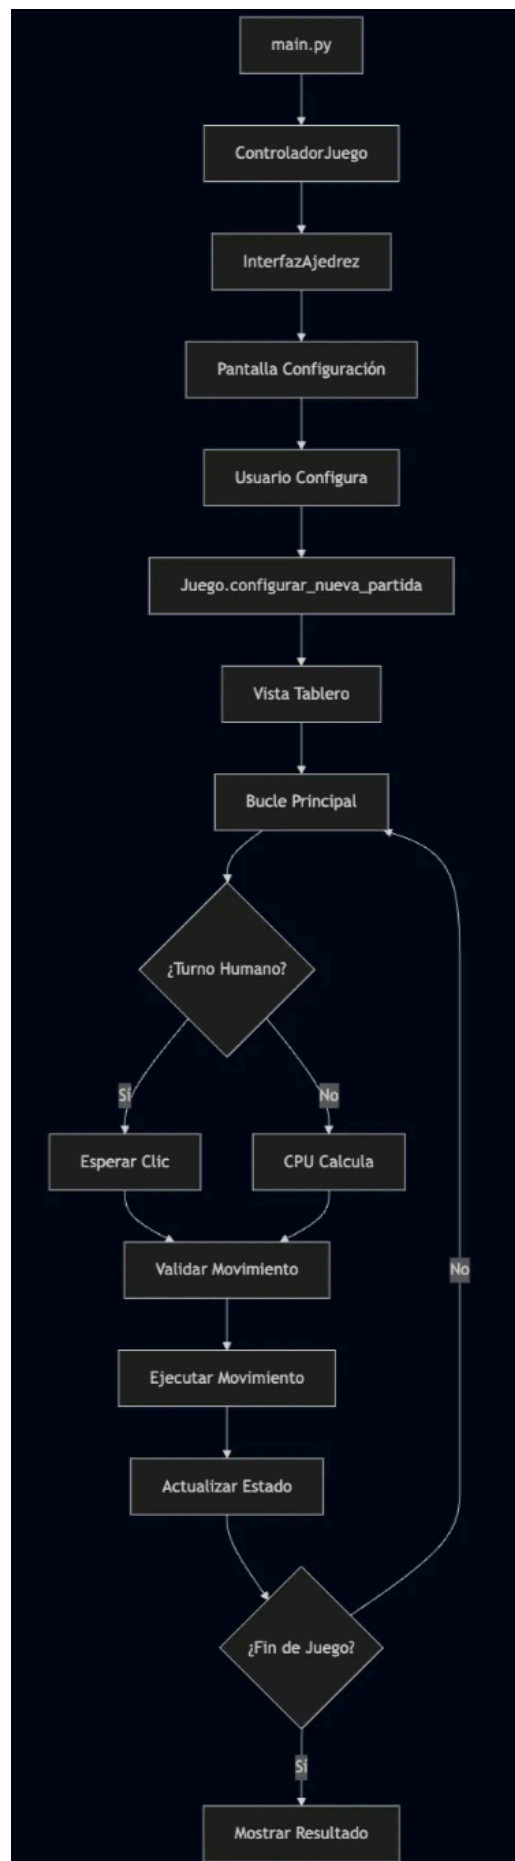 main.py
ControladorJuego
InterfazAjedrez
Pantalla Configuración
Usuario Configura
Juego.configurar_nueva_partida
Vista Tablero
Bucle Principal
¿Turno Humano?
Sí
No
Esperar Clic
CPU Calcula
Validar Movimiento
No
Ejecutar Movimiento
Actualizar Estado
¿Fin de Juego?
Sí
Mostrar Resultado